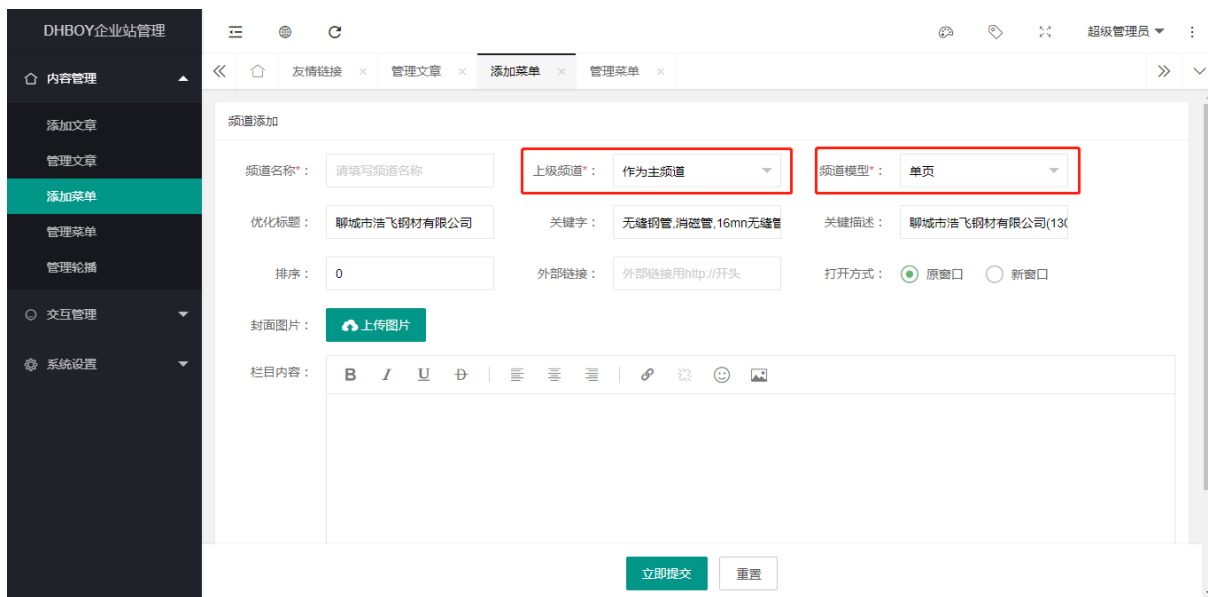 DHBOY企业站管理
超级管理员
内容管理
友情链接
管理文章
添加菜单
管理菜单
添加文章
管理文章
添加菜单
管理菜单
管理轮播
交互管理
系统设置
频道添加
频道名称*： 请填写频道名称 上级频道*： 作为主频道 频道模型*： 单页
优化标题： 聊城市浩飞钢材有限公司 关键字： 无缝钢管,消磁管,16mn无缝管 关键描述： 聊城市浩飞钢材有限公司(130
排序： 0 外部链接： 外部链接用http://开头 打开方式： 原窗口 新窗口
封面图片： 上传图片
栏目内容： B I U
立即提交 重置